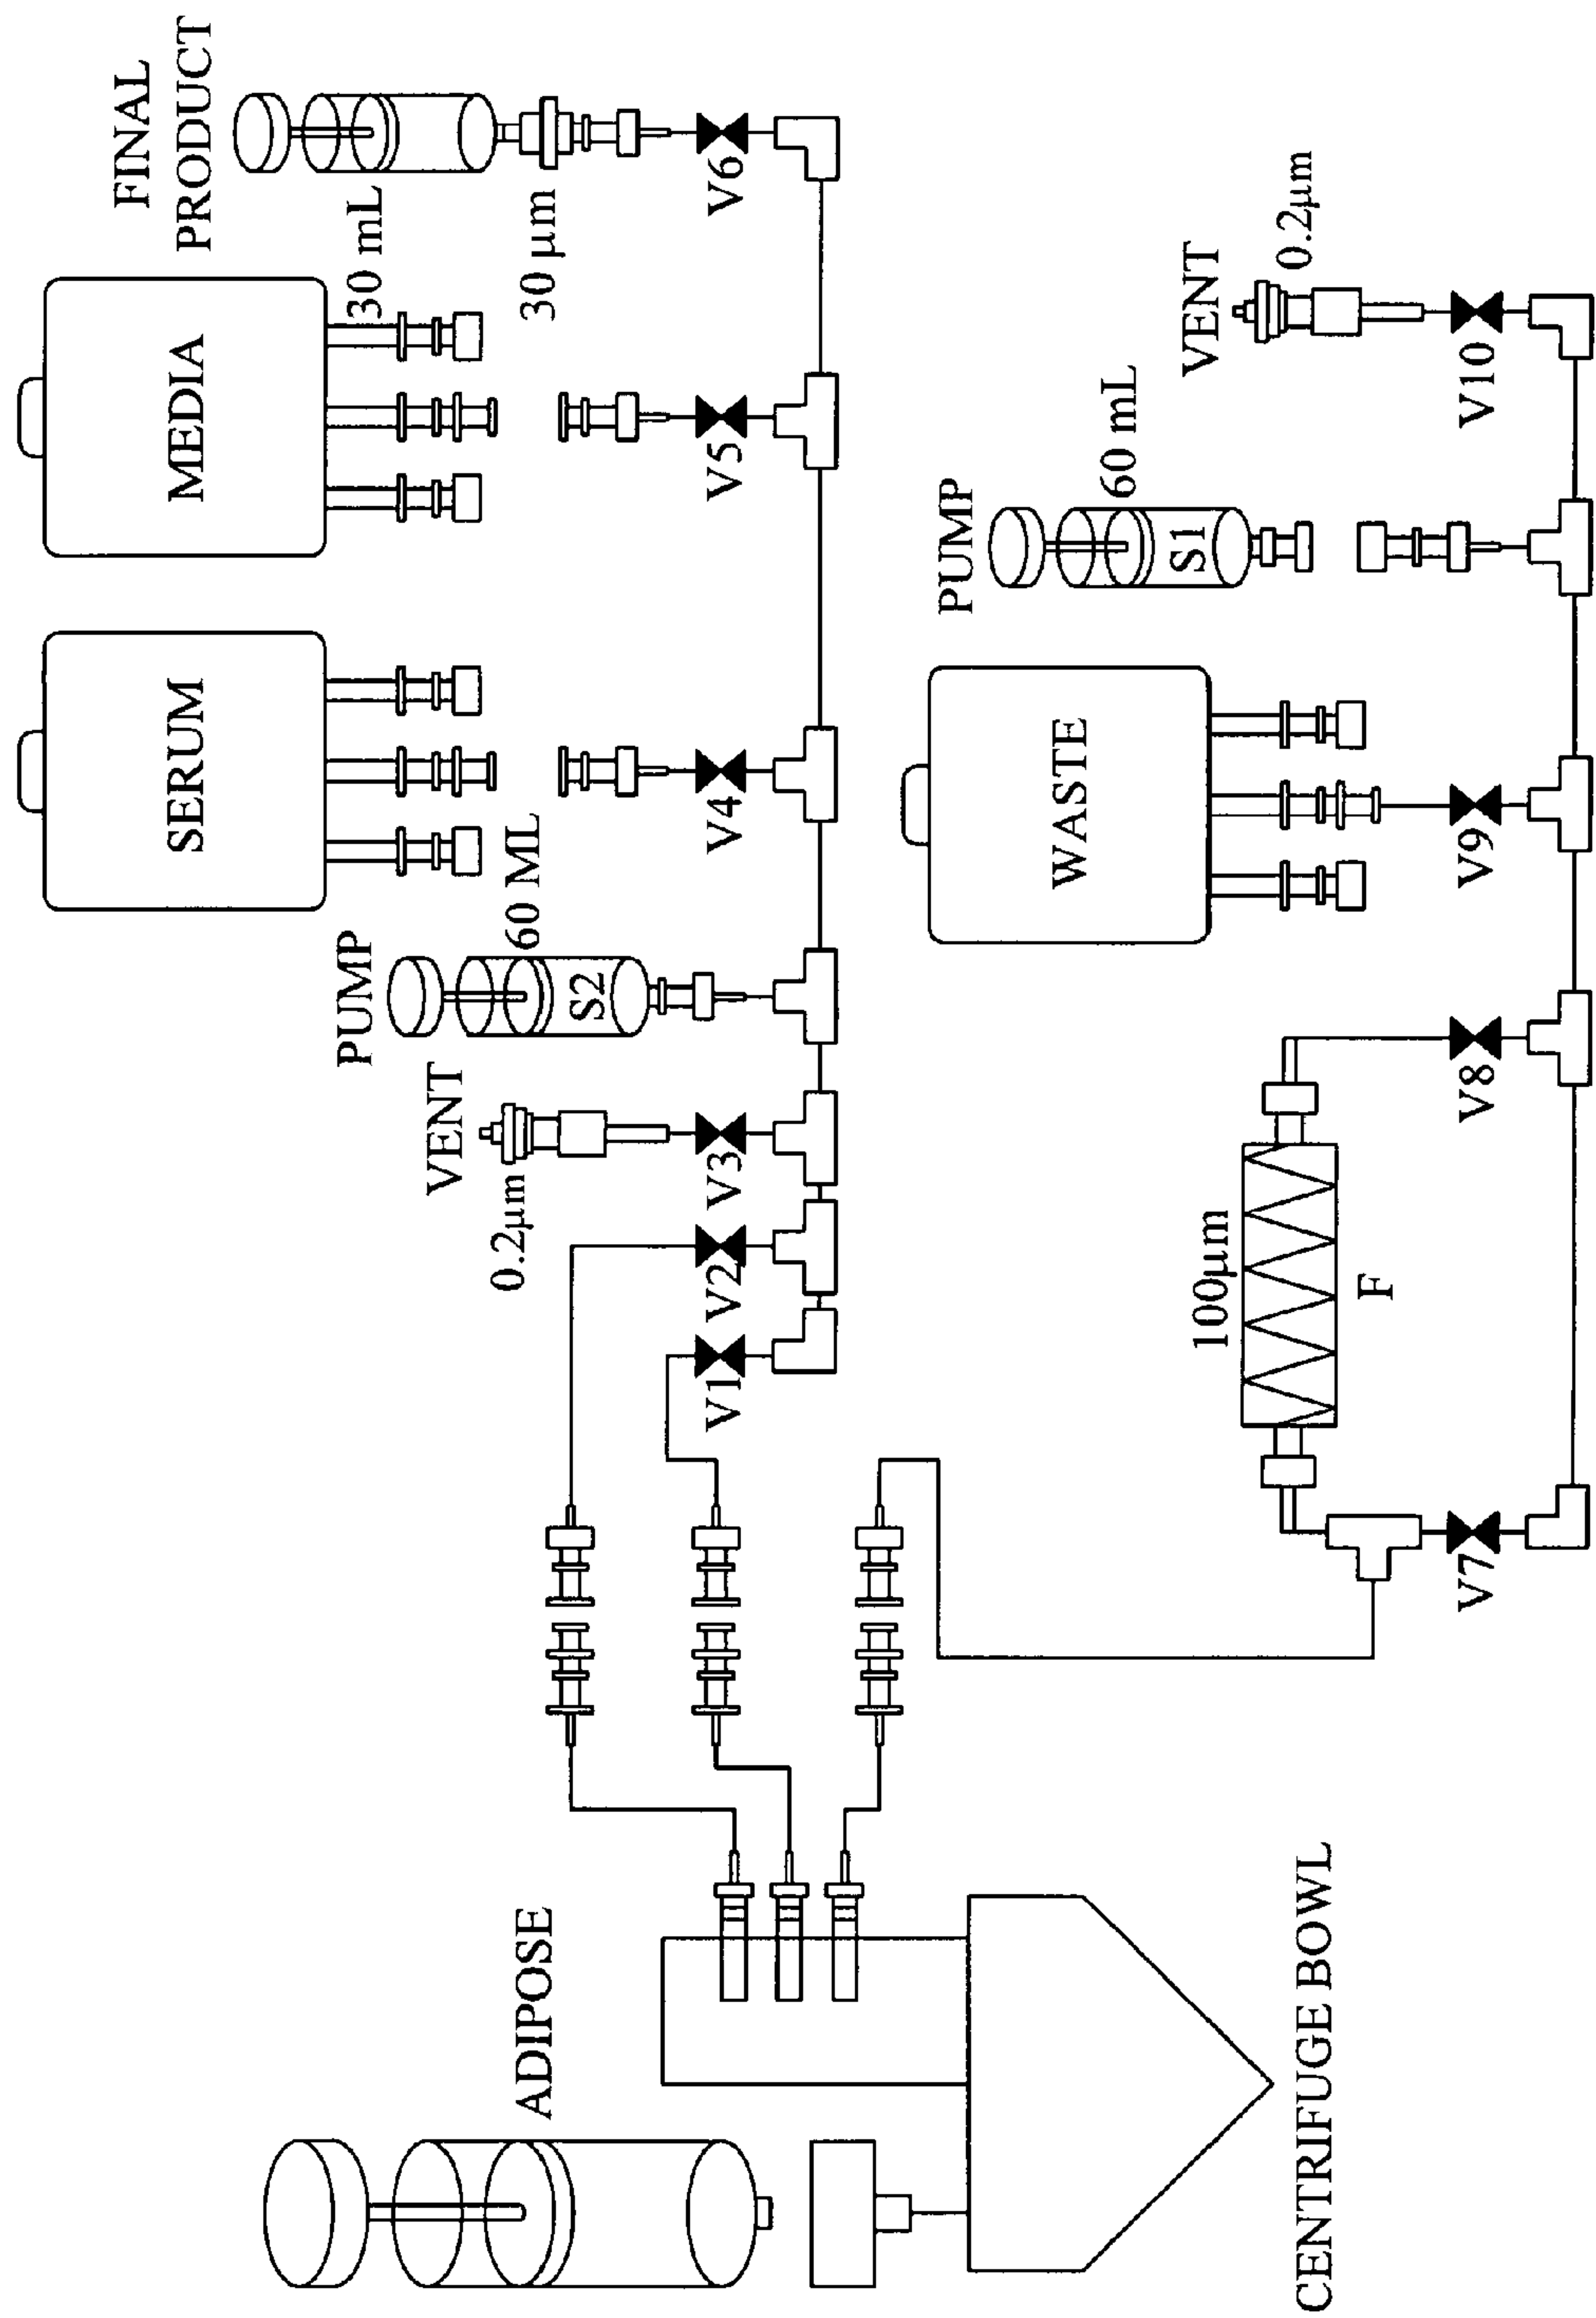 FINAL
PRODUCT
30 mL
30 μm
V6
MEDIA
V5
SERUM
V4
PUMP
60 ML
S2
VENT
0.2μm
V3
V2
V1
VENT
0.2μm
V10
PUMP
60 mL
S1
WASTE
V9
V8
100μm
F
V7
ADIPOSE
CENTRIFUGE BOWL